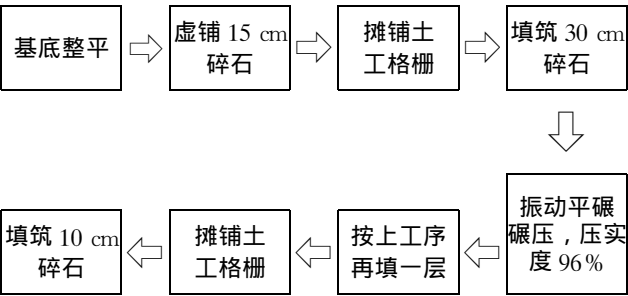 基底整平
虚铺 15 cm
碎石
摊铺土
工格栅
填筑 30 cm
碎石
振动平碾
碾压，压实
度 96%
按上工序
再填一层
摊铺土
工格栅
填筑 10 cm
碎石